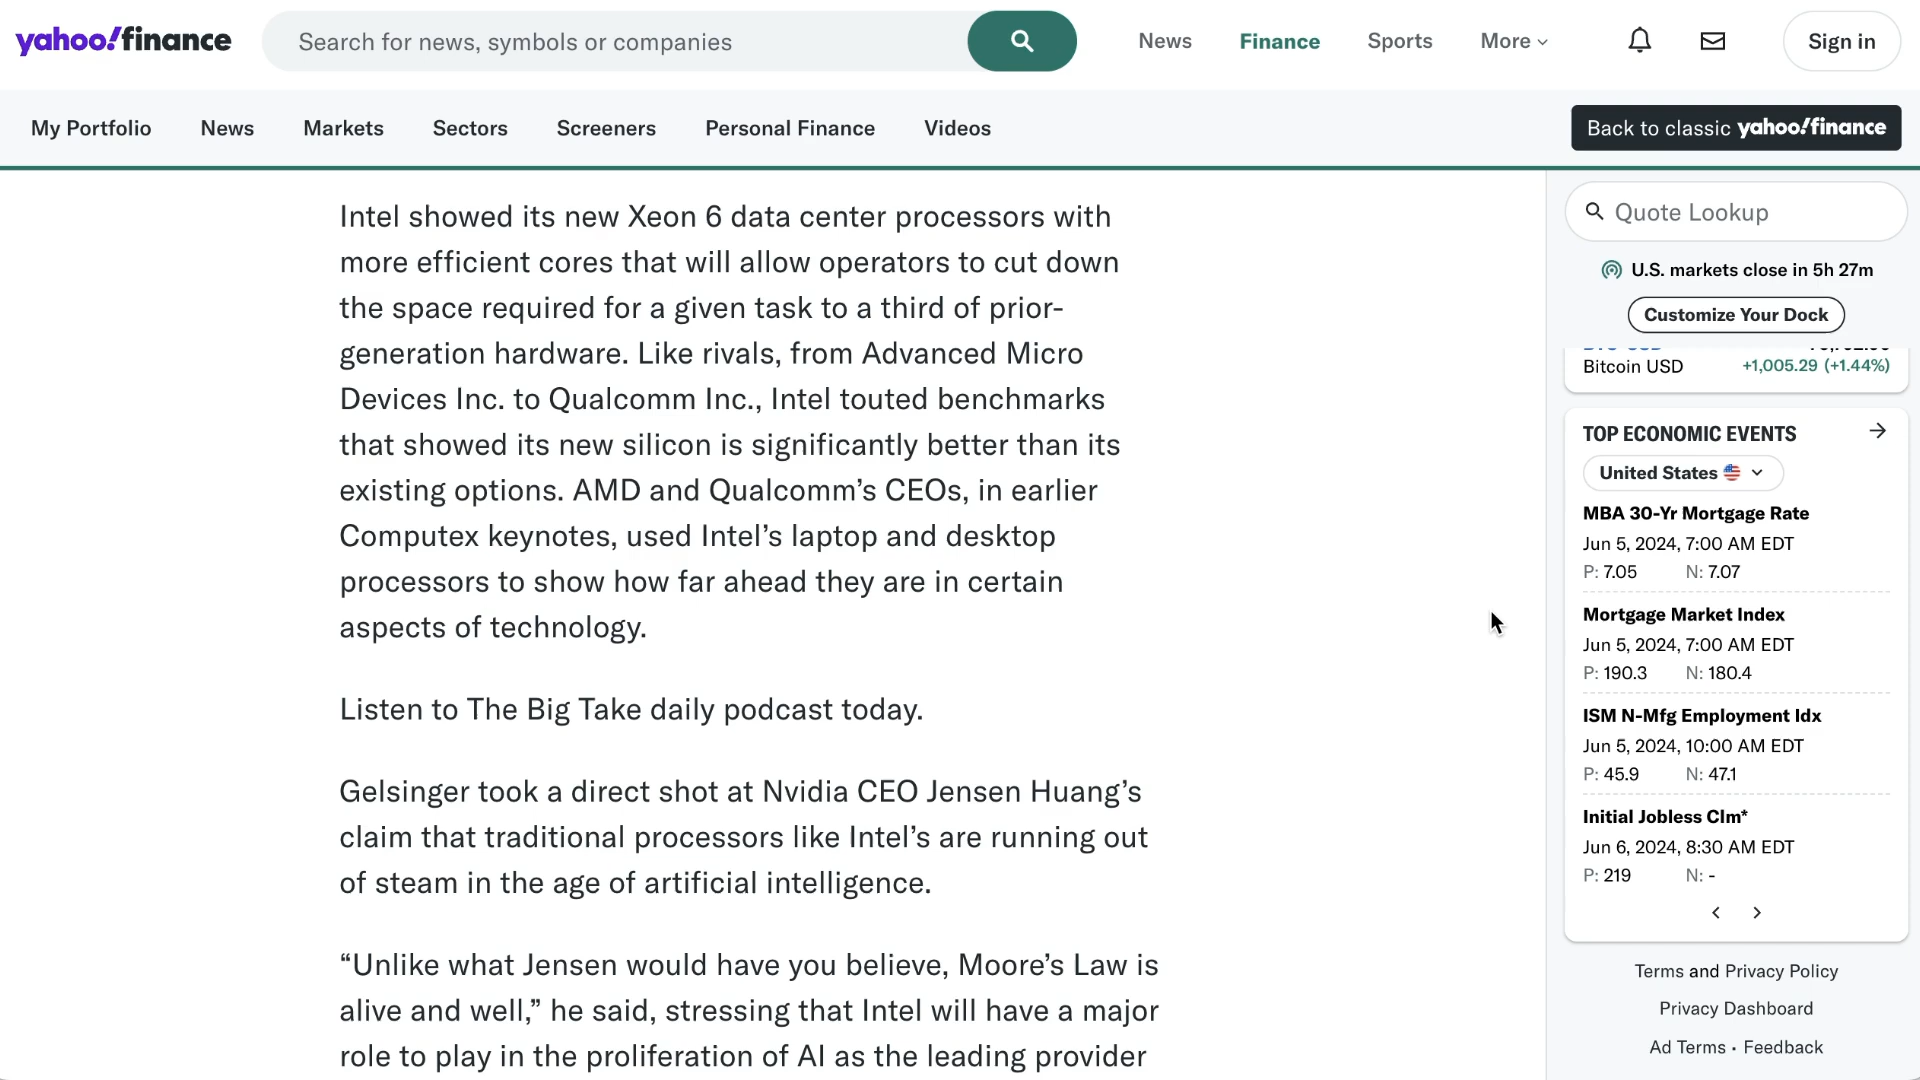 yahoo!finance
Search for news, symbols or companies
News
Finance
Sports
More
Sign in
My Portfolio
News
Markets
Sectors
Screeners
Personal Finance
Videos
Back to classic yahoo!finance
Intel showed its new Xeon 6 data center processors with
more efficient cores that will allow operators to cut down
the space required for a given task to a third of prior-
generation hardware. Like rivals, from Advanced Micro
Devices Inc. to Qualcomm Inc., Intel touted benchmarks
that showed its new silicon is significantly better than its
existing options. AMD and Qualcomm’s CEOs, in earlier
Computex keynotes, used Intel’s laptop and desktop
processors to show how far ahead they are in certain
aspects of technology.
Listen to The Big Take daily podcast today.
Gelsinger took a direct shot at Nvidia CEO Jensen Huang’s
claim that traditional processors like Intel’s are running out
of steam in the age of artificial intelligence.
“Unlike what Jensen would have you believe, Moore’s Law is
alive and well,” he said, stressing that Intel will have a major
role to play in the proliferation of AI as the leading provider
Quote Lookup
U.S. markets close in 5h 27m
Customize Your Dock
Bitcoin USD +1,005.29 (+1.44%)
TOP ECONOMIC EVENTS
United States
MBA 30-Yr Mortgage Rate
Jun 5, 2024, 7:00 AM EDT
P: 7.05 N: 7.07
Mortgage Market Index
Jun 5, 2024, 7:00 AM EDT
P: 190.3 N: 180.4
ISM N-Mfg Employment Idx
Jun 5, 2024, 10:00 AM EDT
P: 45.9 N: 47.1
Initial Jobless Clm*
Jun 6, 2024, 8:30 AM EDT
P: 219 N: -
Terms and Privacy Policy
Privacy Dashboard
Ad Terms • Feedback